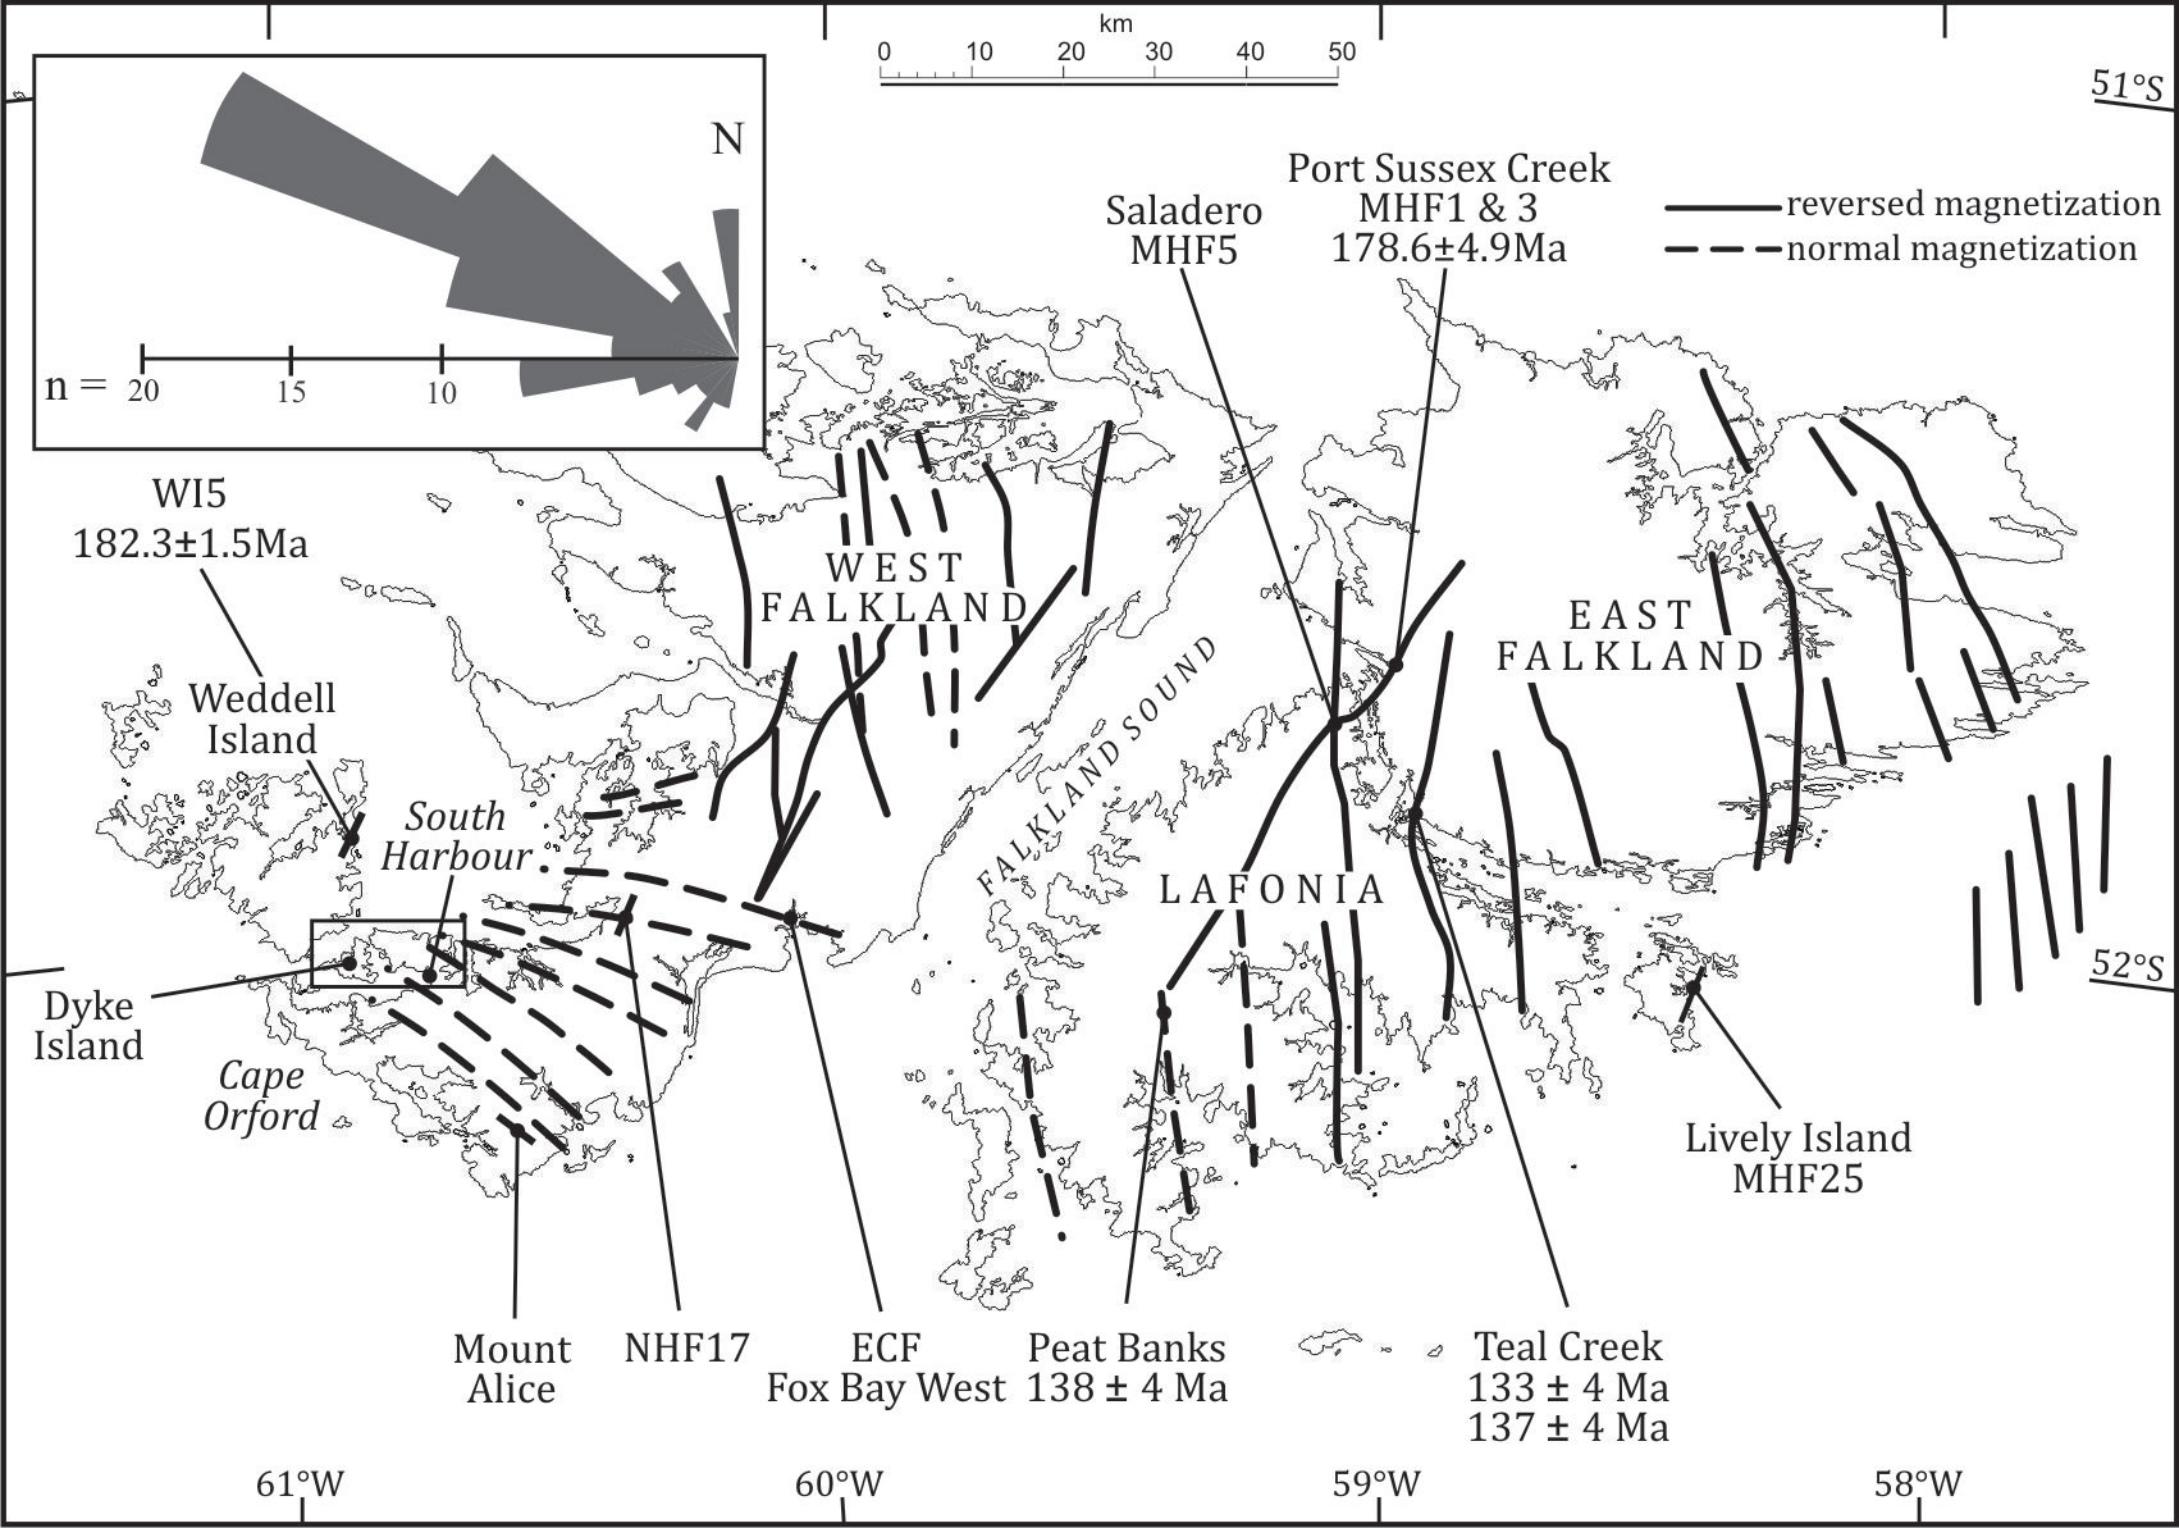 km
0 10 20 30 40 50
51°S
N
n = 20 15 10
Port Sussex Creek
MHF1 & 3
178.6±4.9Ma
Saladero
MHF5
reversed magnetization
normal magnetization
WI5
182.3±1.5Ma
WEST
FALKLAND
EAST
FALKLAND
FALKLAND SOUND
Weddell
Island
South
Harbour
LAFONIA
52°S
Dyke
Island
Cape
Orford
Lively Island
MHF25
Mount
Alice
NHF17
ECF
Fox Bay West
Peat Banks
138 ± 4 Ma
Teal Creek
133 ± 4 Ma
137 ± 4 Ma
61°W 60°W 59°W 58°W